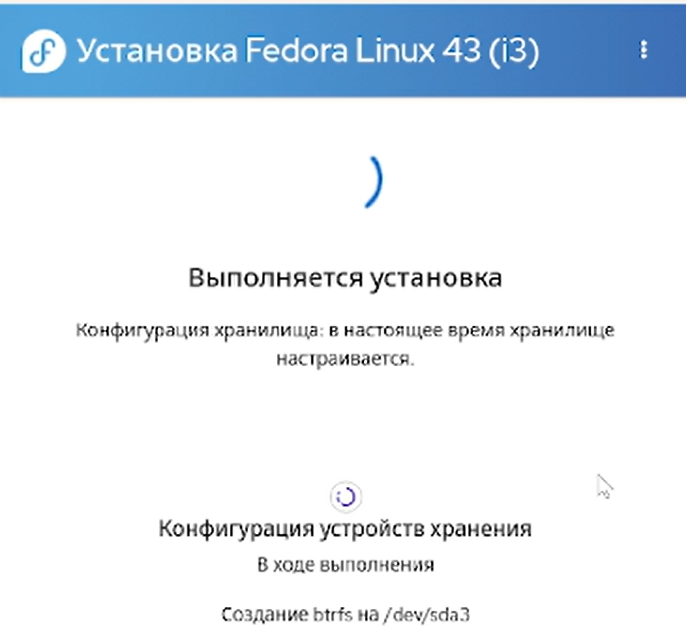 Установка Fedora Linux 43 (i3)
Выполняется установка
Конфигурация хранилища: в настоящее время хранилище
настраивается.
Конфигурация устройств хранения
В ходе выполнения
Создание btrfs на /dev/sda3